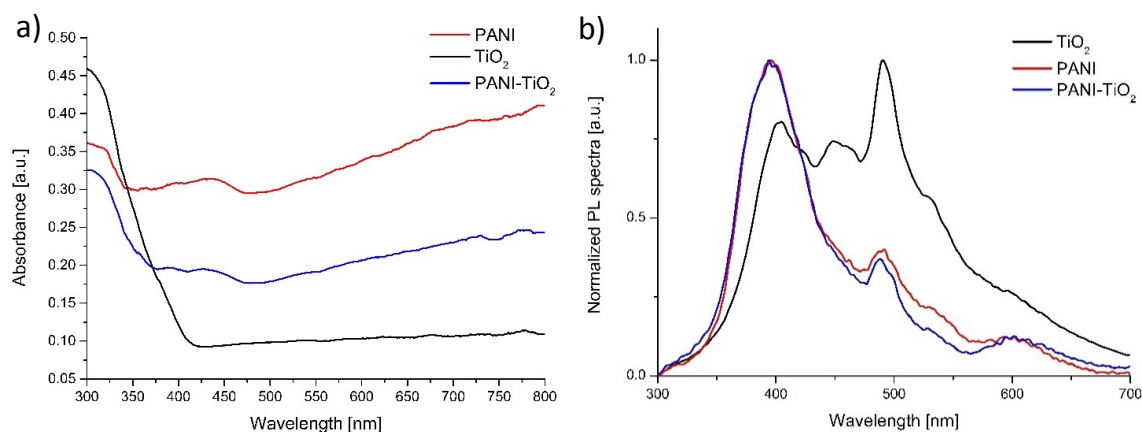 a)
PANI
TiO₂
PANI-TiO₂
0.50
0.45
0.40
0.35
0.30
0.25
0.20
0.15
0.10
0.05
Absorbance [a.u.]
300 350 400 450 500 550 600 650 700 750 800
Wavelength [nm]
b)
TiO₂
PANI
PANI-TiO₂
1.0
0.5
0.0
Normalized PL spectra [a.u.]
300 400 500 600 700
Wavelength [nm]